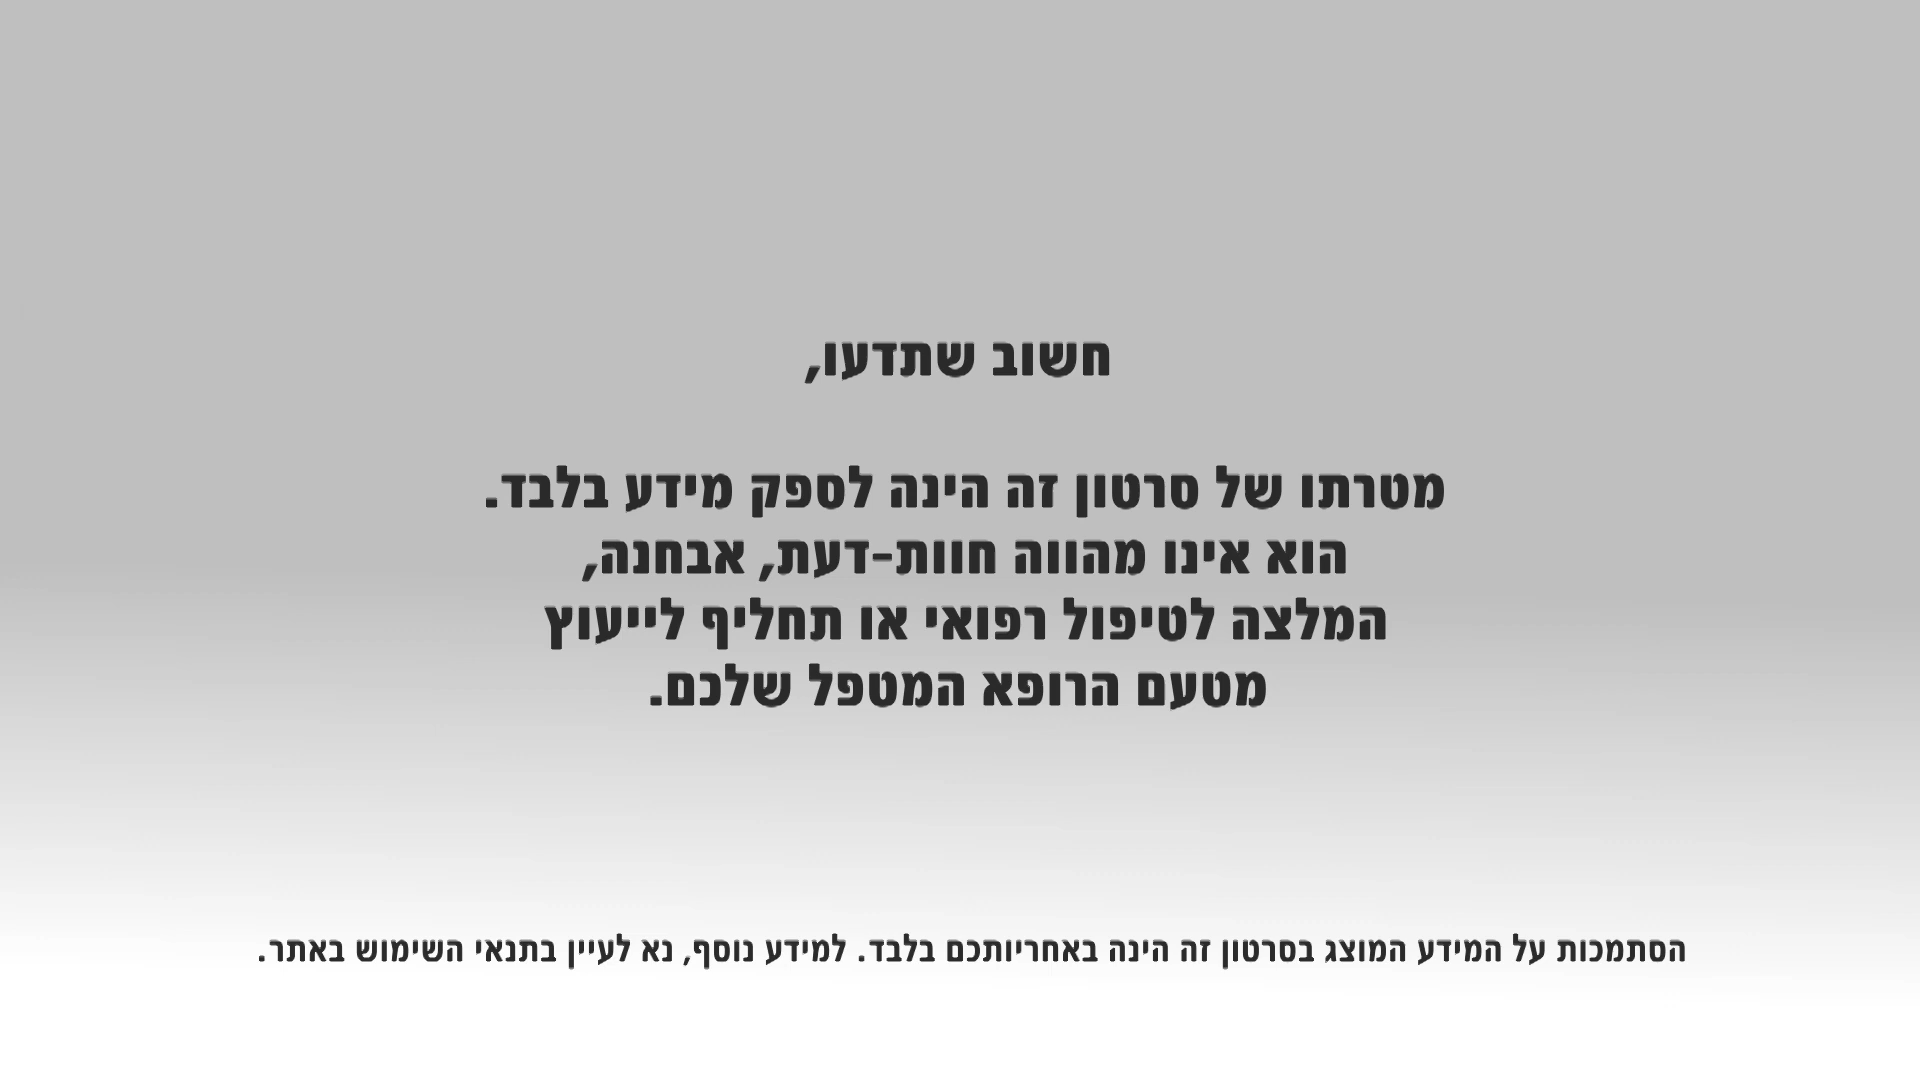 חשוב שתדעו,
מטרתו של סרטון זה הינה לספק מידע בלבד.
הוא אינו מהווה חוות-דעת, אבחנה,
המלצה לטיפול רפואי או תחליף לייעוץ
מטעם הרופא המטפל שלכם.
הסתמכות על המידע המוצג בסרטון זה הינה באחריותכם בלבד. למידע נוסף, נא לעיין בתנאי השימוש באתר.